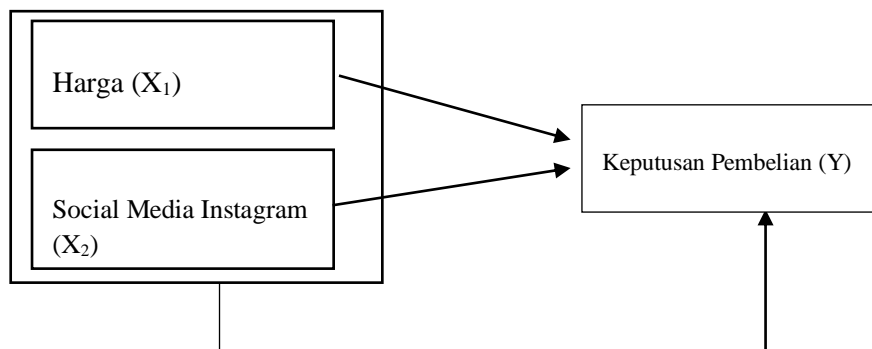 Harga (X₁)
Social Media Instagram
(X₂)
Keputusan Pembelian (Y)